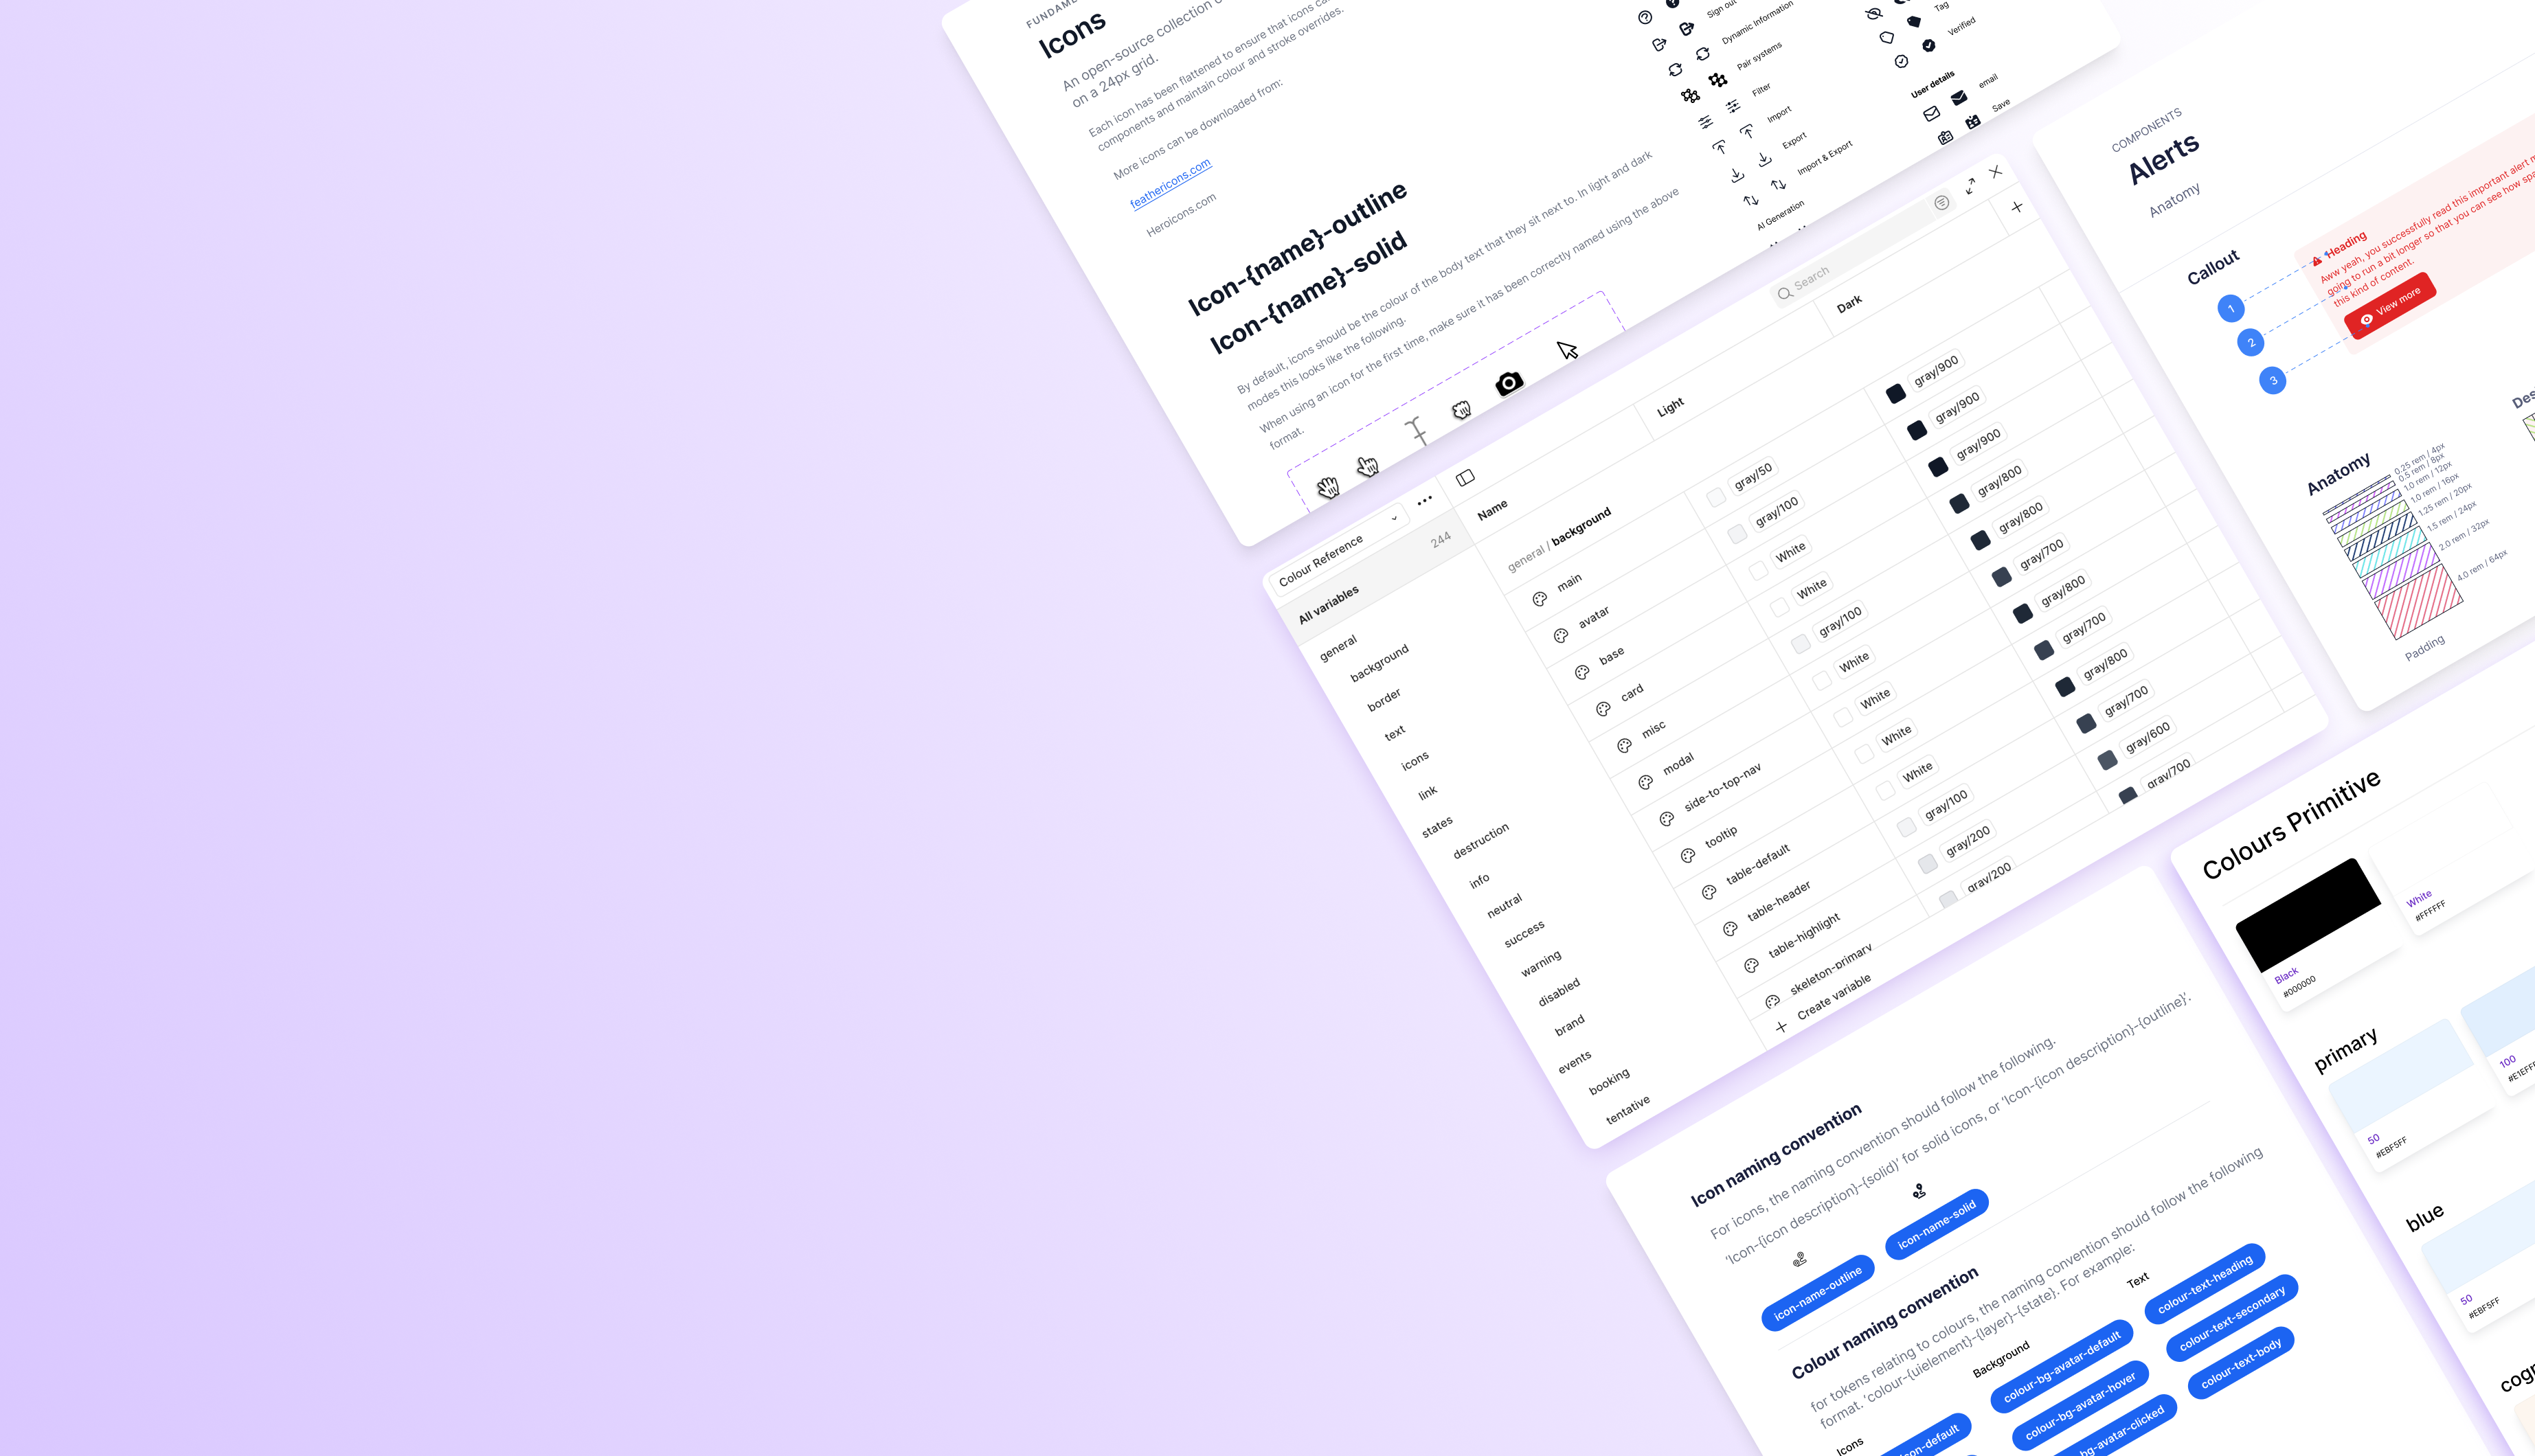 Icons
An open-source collection
on a 24px grid.
Each icon has been flattened to ensure that icons
components and maintain colour and stroke overrides.
More icons can be downloaded from:
feathericons.com
Heroicons.com
Icon-{name}-outline
Icon-{name}-solid
By default, icons should be the colour of the body text that they sit next to. In light and dark
modes this looks like the following.
When using an icon for the first time, make sure it has been correctly named using the above
format.
Sign out
Dynamic information
Pair systems
Filter
Import
Export
Import & Export
AI Generation
Tag
Verified
User details
email
Save
Colour Reference
All variables
244
general
background
border
text
icons
link
states
destruction
info
neutral
success
warning
disabled
brand
events
booking
tentative
Search
Name
Light
Dark
general / background
main
gray/50
gray/900
avatar
gray/100
gray/900
base
White
gray/900
card
White
gray/800
misc
gray/100
gray/800
modal
White
gray/700
side-to-top-nav
White
gray/800
tooltip
White
gray/700
table-default
White
gray/800
table-header
gray/100
gray/700
table-highlight
gray/200
gray/600
skeleton-primary
gray/200
gray/700
Create variable
COMPONENTS
Alerts
Anatomy
Callout
1
2
3
Heading
Aww yeah, you successfully read this important alert
going to run a bit longer so that you can see how
this kind of content.
View more
Anatomy
0.25 rem / 4px
0.5 rem / 8px
1.0 rem / 12px
1.0 rem / 16px
1.25 rem / 20px
1.5 rem / 24px
2.0 rem / 32px
4.0 rem / 64px
Padding
Colours Primitive
Black
#000000
White
#FFFFFF
primary
50
#EBF5FF
100
blue
50
#EBF5FF
Icon naming convention
For icons, the naming convention should follow the following.
'Icon-{icon description}-{solid}' for solid icons, or 'Icon-{icon description}-{outline}'.
icon-name-outline
icon-name-solid
Colour naming convention
for tokens relating to colours, the naming convention should follow the following
format. 'colour-{uielement}-{layer}-{state}. For example:
Icons
Background
colour-bg-avatar-default
colour-bg-avatar-hover
bg-avatar-clicked
Text
colour-text-heading
colour-text-secondary
colour-text-body